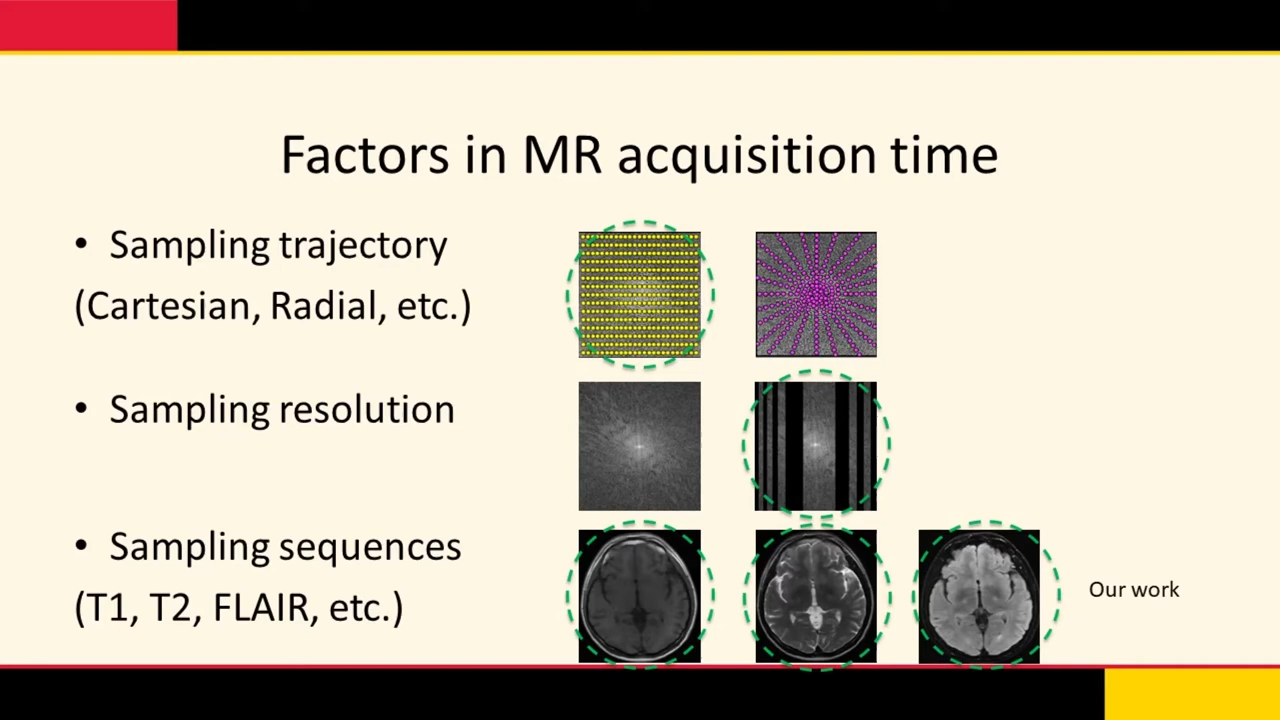 Factors in MR acquisition time
• Sampling trajectory
(Cartesian, Radial, etc.)
• Sampling resolution
• Sampling sequences
(T1, T2, FLAIR, etc.)
Our work